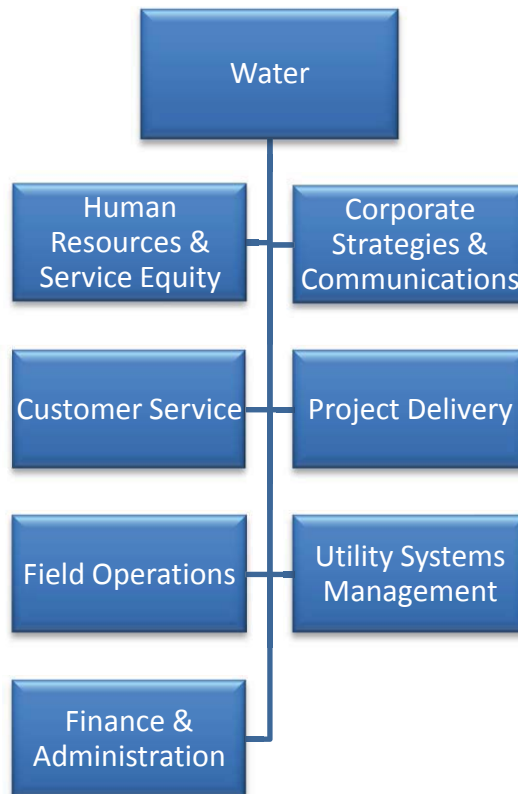 Water
Human
Resources &
Service Equity
Corporate
Strategies &
Communications
Customer Service
Project Delivery
Field Operations
Utility Systems
Management
Finance &
Administration